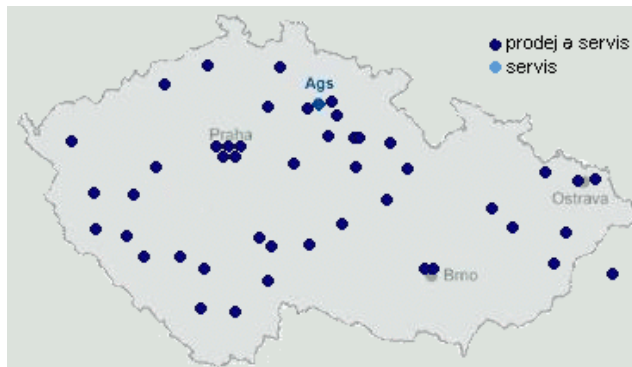 prodej a servis
servis
Ags
Praha
Ostrava
Brno